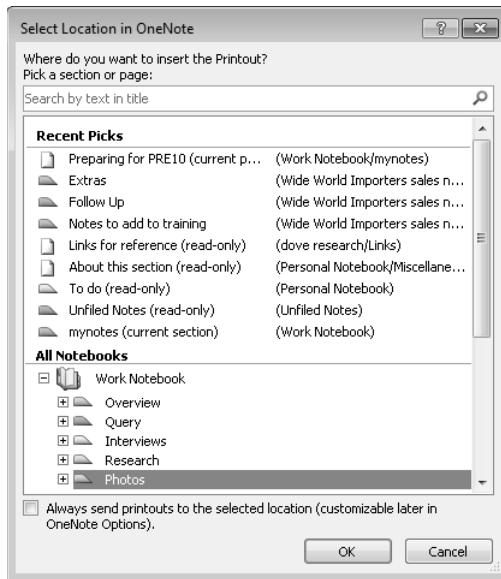 Select Location in OneNote
Where do you want to insert the Printout?
Pick a section or page:
Search by text in title
Recent Picks
Preparing for PRE10 (current p... (Work Notebook/mynotes)
Extras (Wide World Importers sales n...
Follow Up (Wide World Importers sales n...
Notes to add to training (Wide World Importers sales n...
Links for reference (read-only) (dove research/Links)
About this section (read-only) (Personal Notebook/Miscellane...
To do (read-only) (Personal Notebook)
Unfiled Notes (read-only) (Unfiled Notes)
mynotes (current section) (Work Notebook)
All Notebooks
Work Notebook
Overview
Query
Interviews
Research
Photos
Always send printouts to the selected location (customizable later in
OneNote Options).
OK Cancel